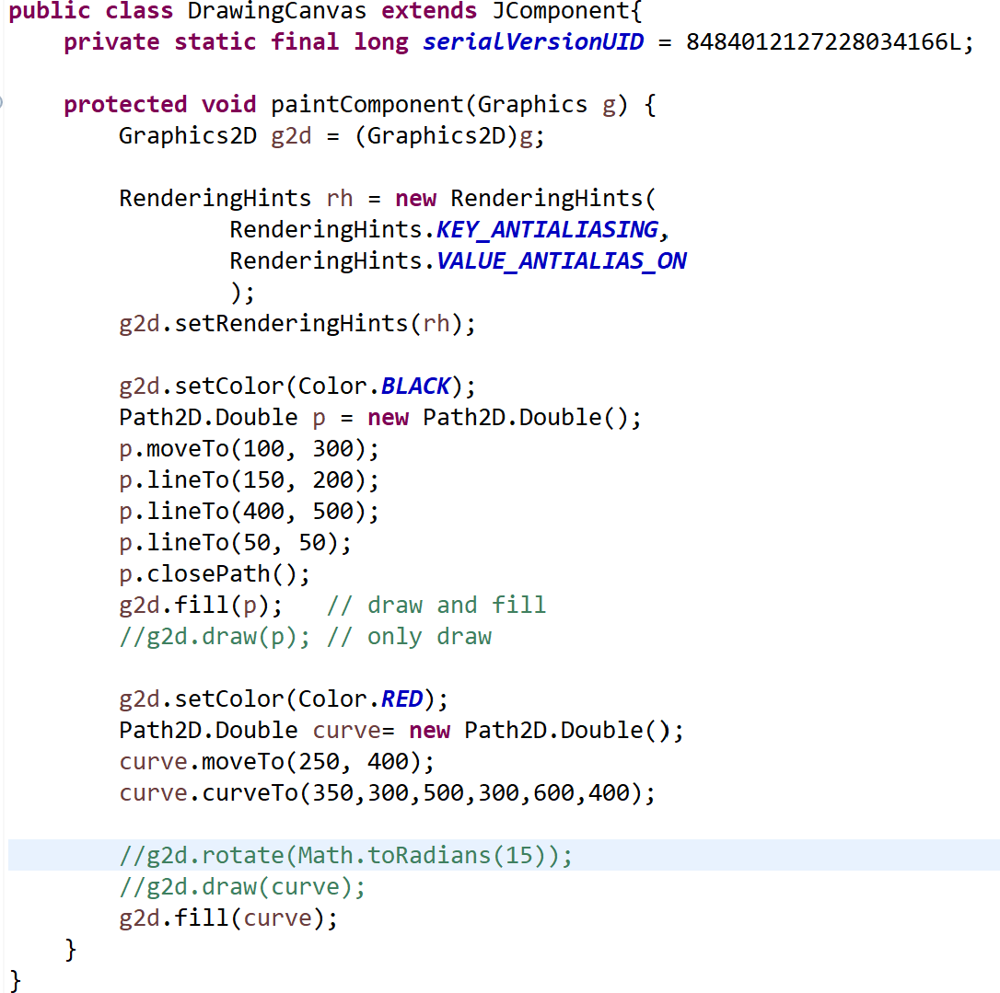 public class DrawingCanvas extends JComponent{
    private static final long serialVersionUID = 8484012127228034166L;

    protected void paintComponent(Graphics g) {
        Graphics2D g2d = (Graphics2D)g;

        RenderingHints rh = new RenderingHints(
                RenderingHints.KEY_ANTIALIASING,
                RenderingHints.VALUE_ANTIALIAS_ON
                );
        g2d.setRenderingHints(rh);

        g2d.setColor(Color.BLACK);
        Path2D.Double p = new Path2D.Double();
        p.moveTo(100, 300);
        p.lineTo(150, 200);
        p.lineTo(400, 500);
        p.lineTo(50, 50);
        p.closePath();
        g2d.fill(p);   // draw and fill
        //g2d.draw(p); // only draw

        g2d.setColor(Color.RED);
        Path2D.Double curve= new Path2D.Double();
        curve.moveTo(250, 400);
        curve.curveTo(350,300,500,300,600,400);

        //g2d.rotate(Math.toRadians(15));
        //g2d.draw(curve);
        g2d.fill(curve);
    }
}